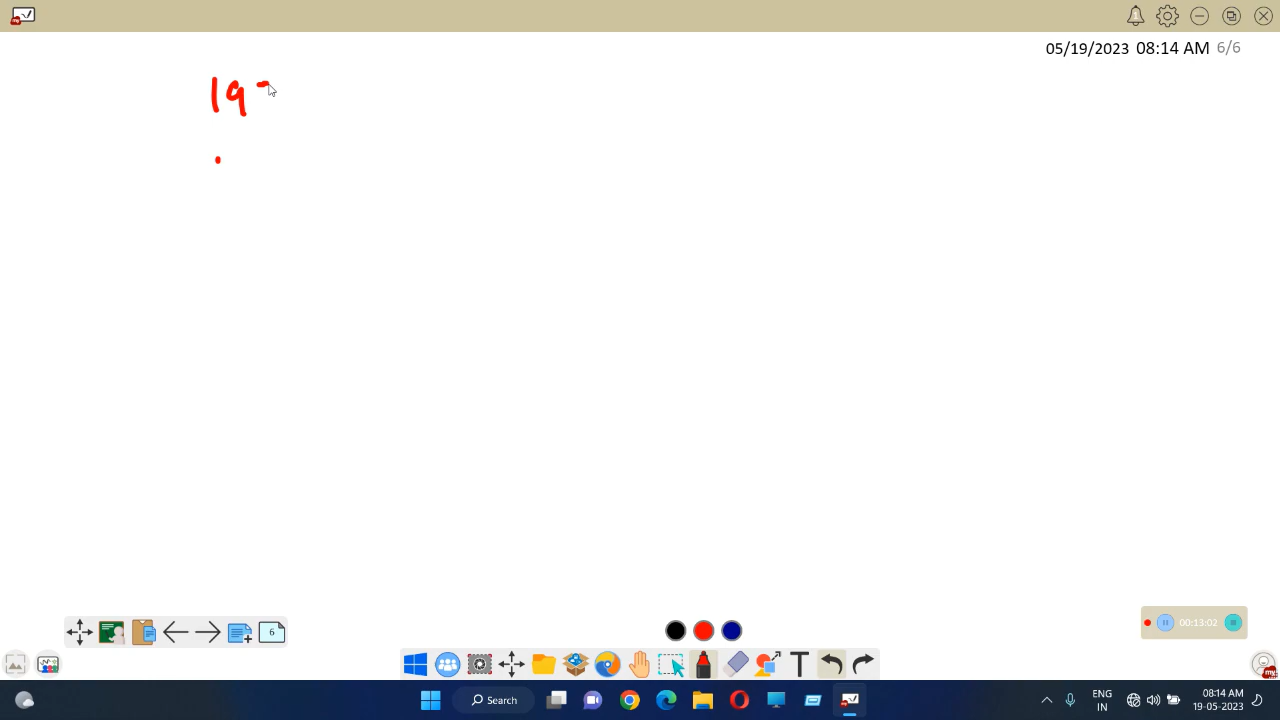 05/19/2023 08:14 AM 6/6
19
.
6
00:13:02
T
Search
ENG
IN
08:14 AM
19-05-2023